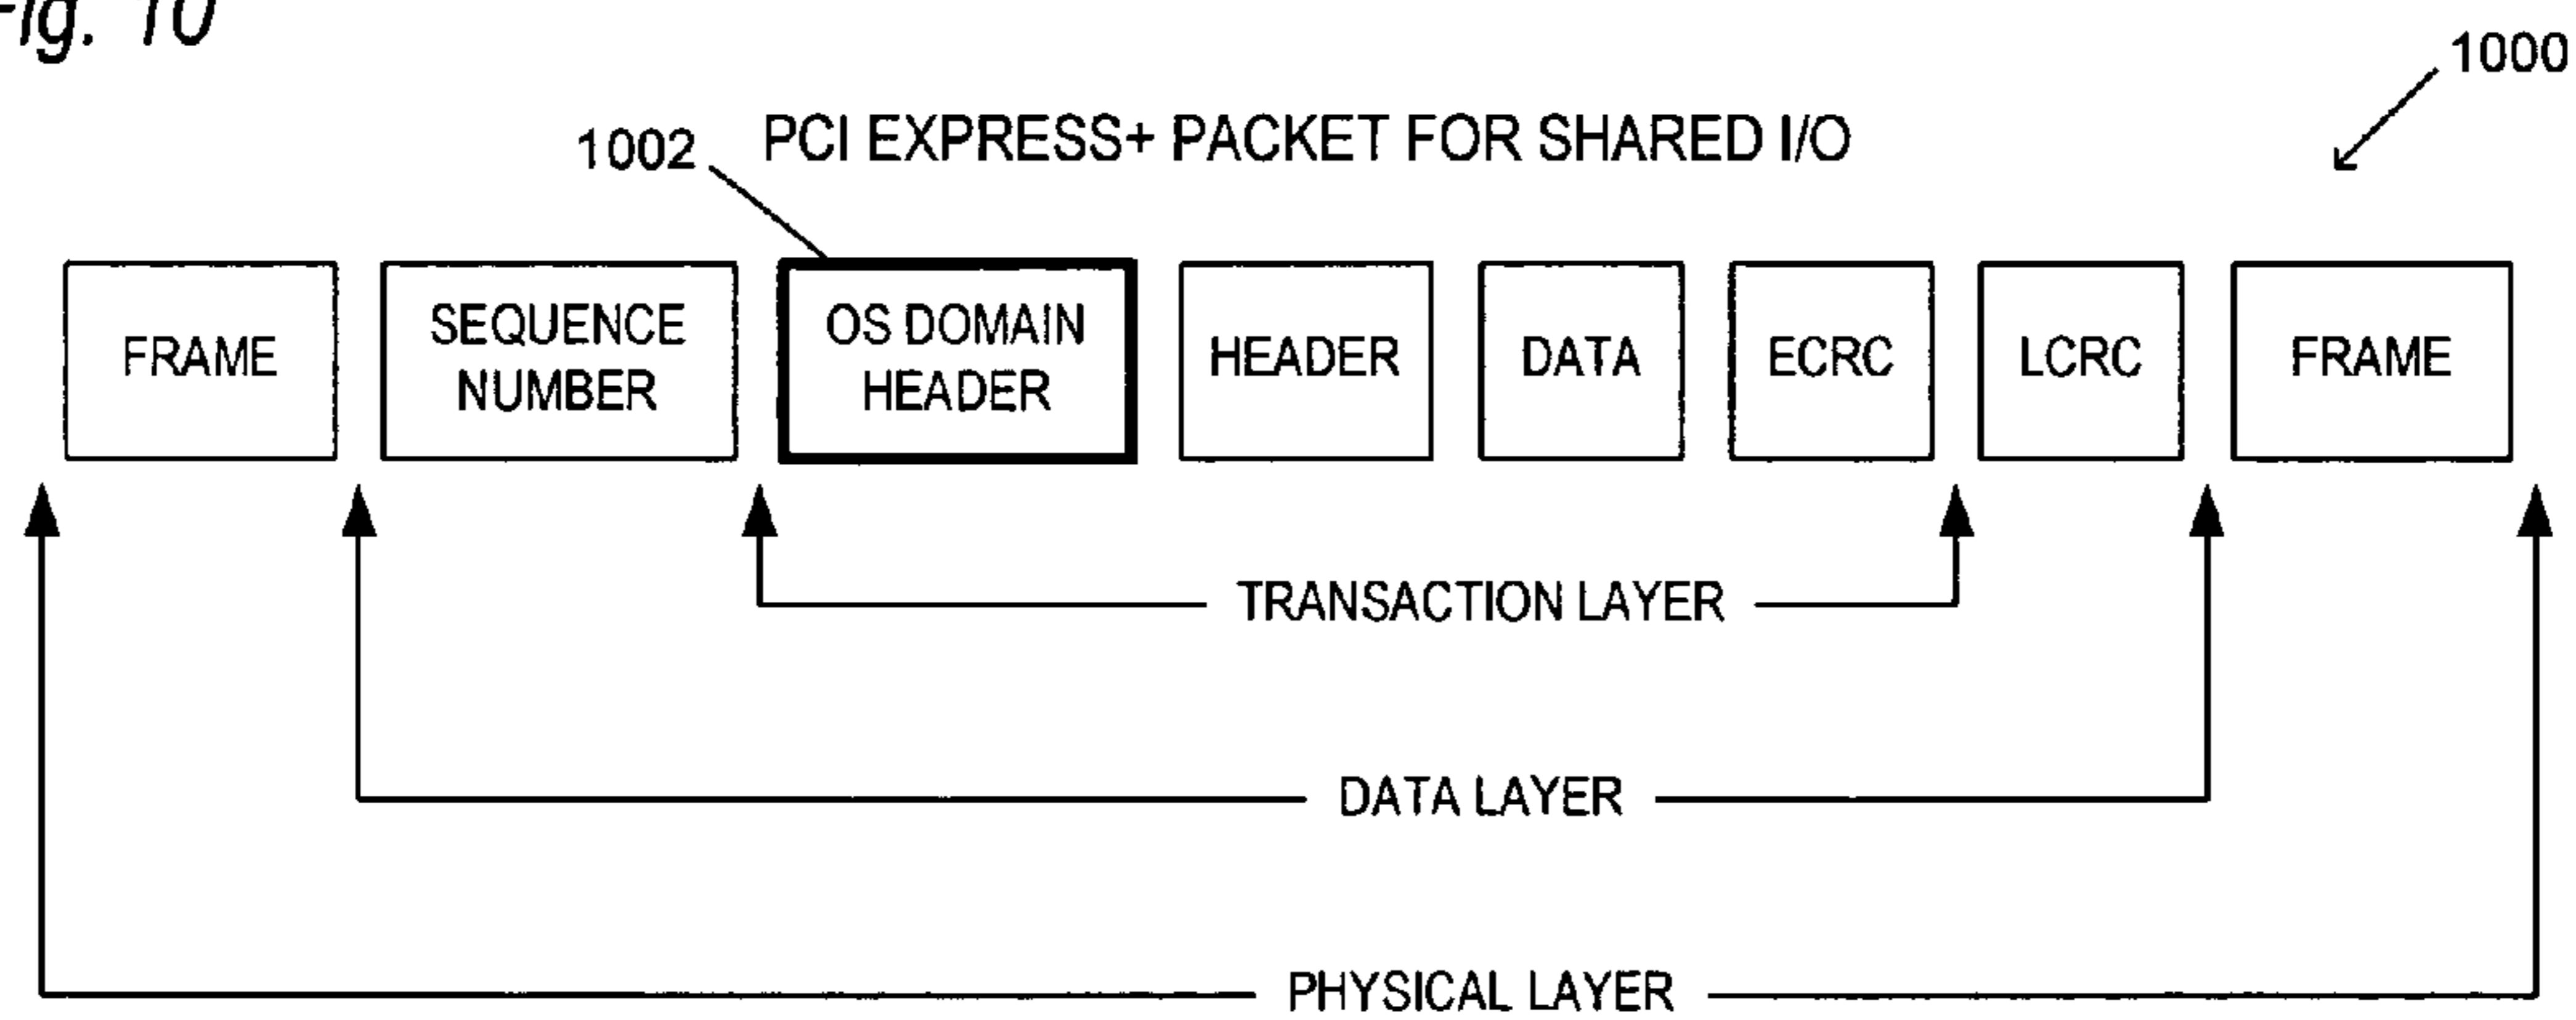 Fig. 10
1000
1002
PCI EXPRESS+ PACKET FOR SHARED I/O
FRAME
SEQUENCE
NUMBER
OS DOMAIN
HEADER
HEADER
DATA
ECRC
LCRC
FRAME
TRANSACTION LAYER
DATA LAYER
PHYSICAL LAYER